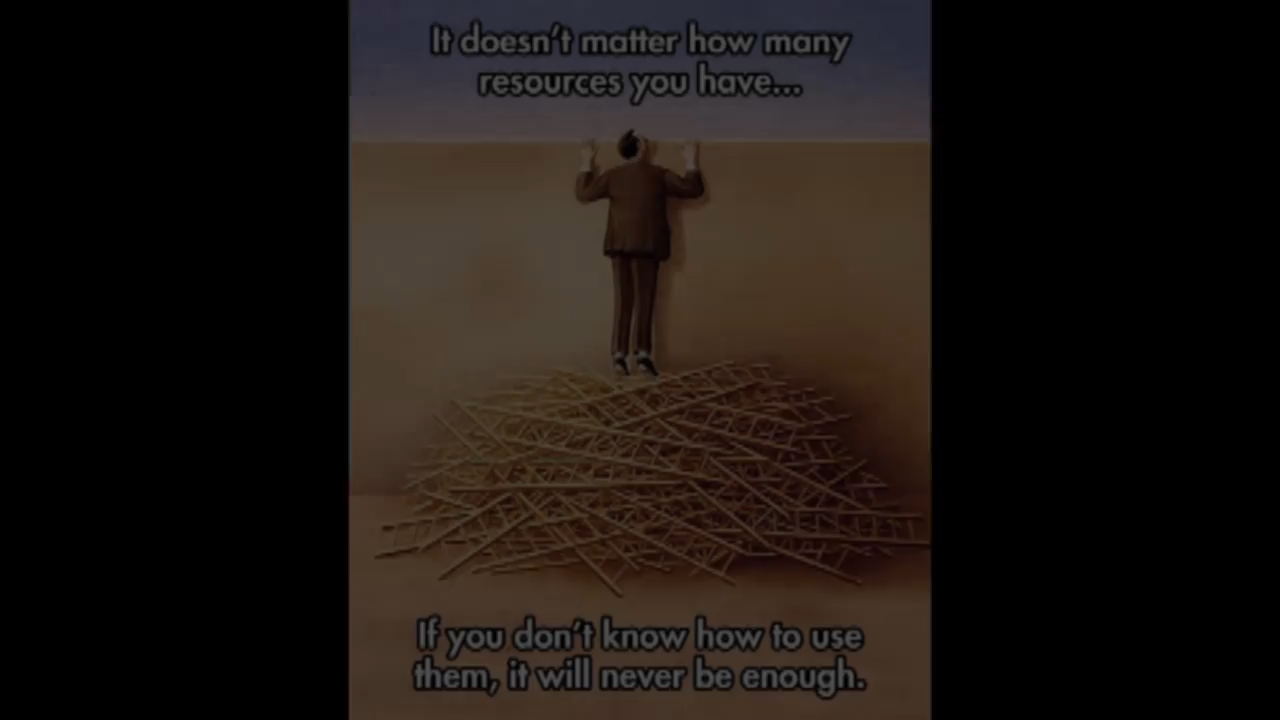 It doesn't matter how many
resources you have...
If you don't know how to use
them, it will never be enough.